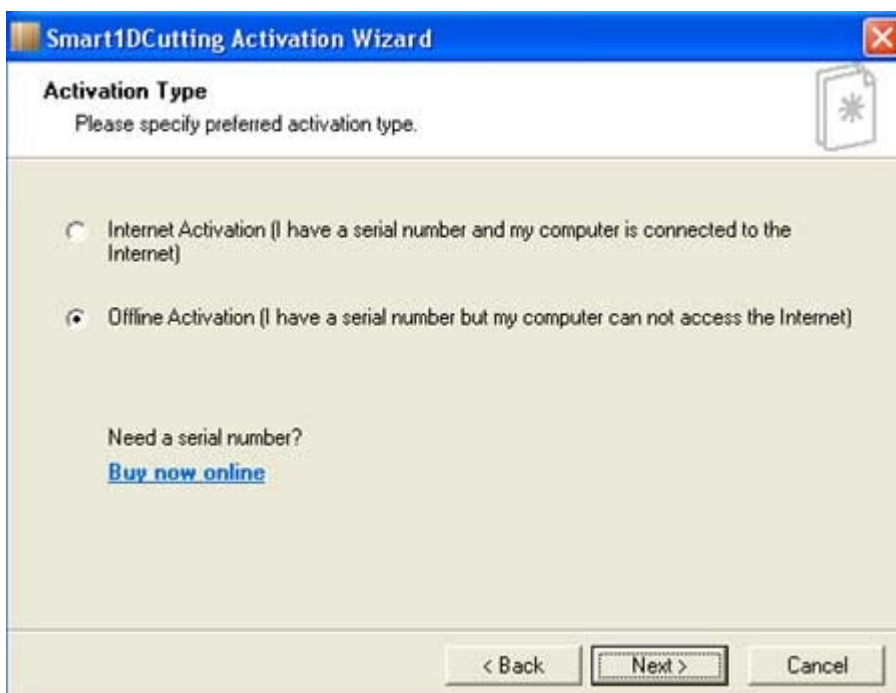 Smart1DCutting Activation Wizard
Activation Type
Please specify preferred activation type.
Internet Activation (I have a serial number and my computer is connected to the
Internet)
Offline Activation (I have a serial number but my computer can not access the Internet)
Need a serial number?
Buy now online
< Back Next > Cancel